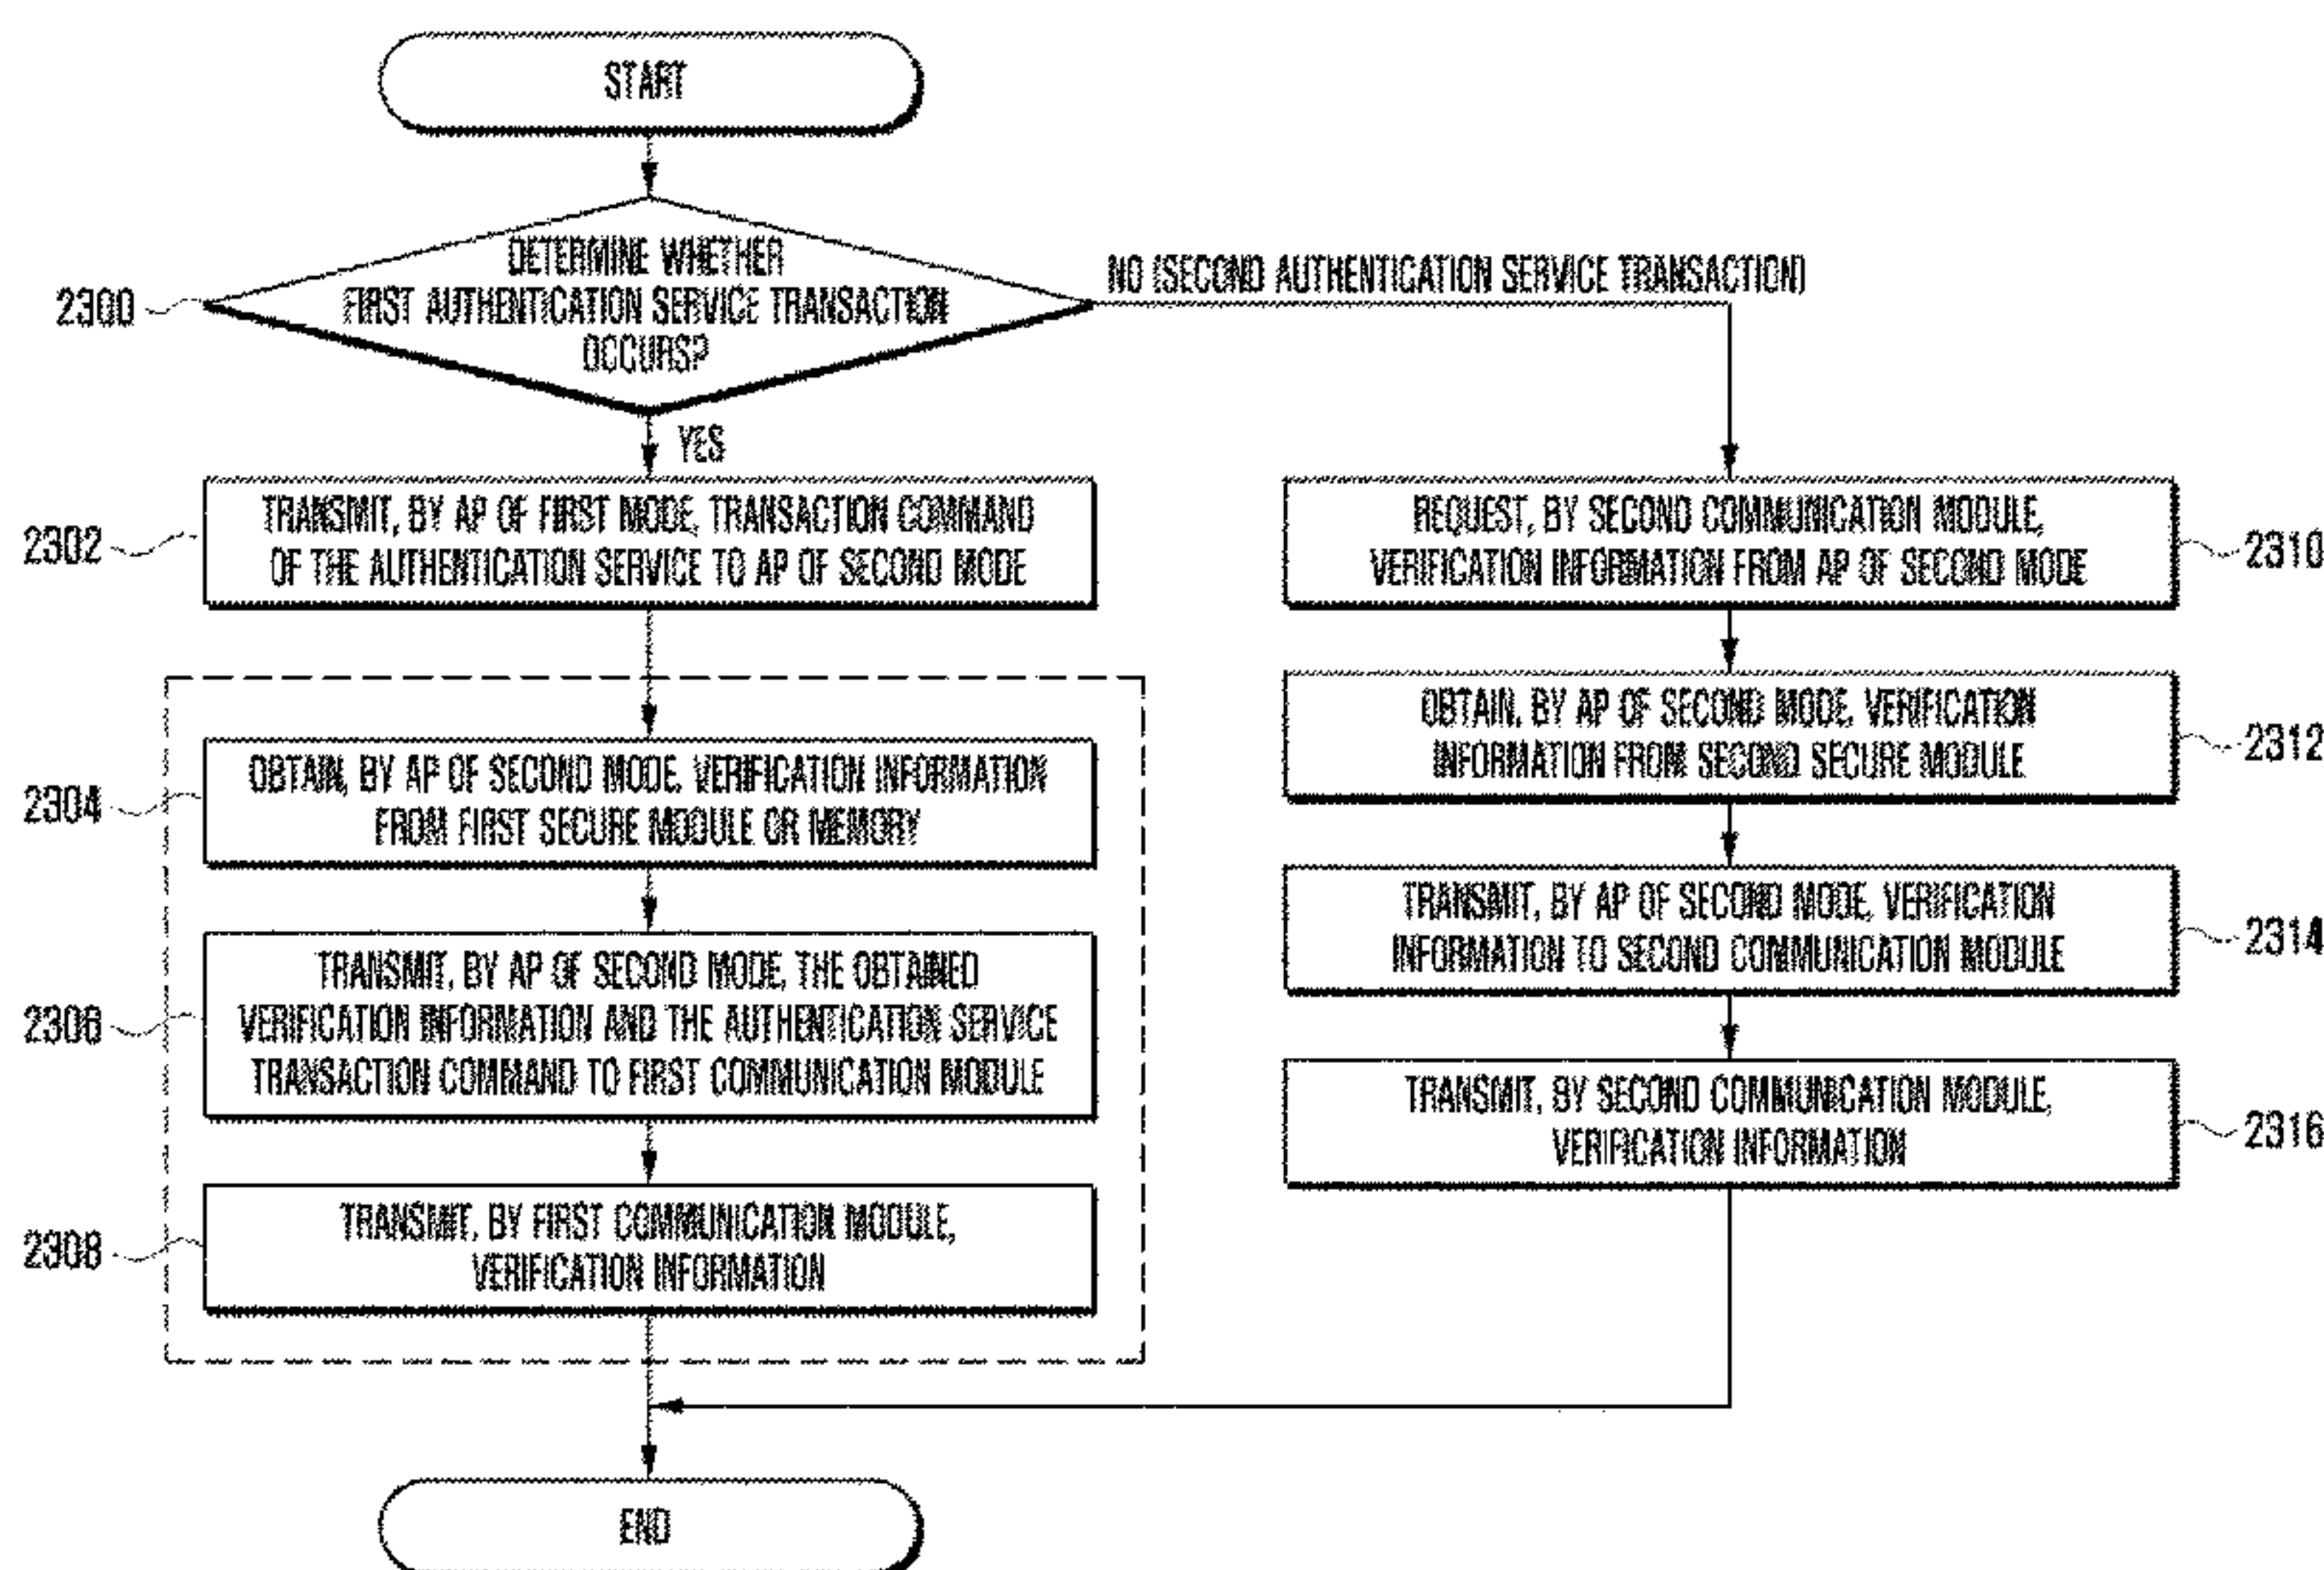 START
2300
DETERMINE WHETHER
FIRST AUTHENTICATION SERVICE TRANSACTION
OCCURS?
NO (SECOND AUTHENTICATION SERVICE TRANSACTION)
YES
2302
TRANSMIT, BY AP OF FIRST MODE, TRANSACTION COMMAND
OF THE AUTHENTICATION SERVICE TO AP OF SECOND MODE
2304
OBTAIN, BY AP OF SECOND MODE, VERIFICATION INFORMATION
FROM FIRST SECURE MODULE OR MEMORY
2306
TRANSMIT, BY AP OF SECOND MODE, THE OBTAINED
VERIFICATION INFORMATION AND THE AUTHENTICATION SERVICE
TRANSACTION COMMAND TO FIRST COMMUNICATION MODULE
2308
TRANSMIT, BY FIRST COMMUNICATION MODULE,
VERIFICATION INFORMATION
REQUEST, BY SECOND COMMUNICATION MODULE,
VERIFICATION INFORMATION FROM AP OF SECOND MODE
2310
OBTAIN, BY AP OF SECOND MODE, VERIFICATION
INFORMATION FROM SECOND SECURE MODULE
2312
TRANSMIT, BY AP OF SECOND MODE, VERIFICATION
INFORMATION TO SECOND COMMUNICATION MODULE
2314
TRANSMIT, BY SECOND COMMUNICATION MODULE,
VERIFICATION INFORMATION
2316
END